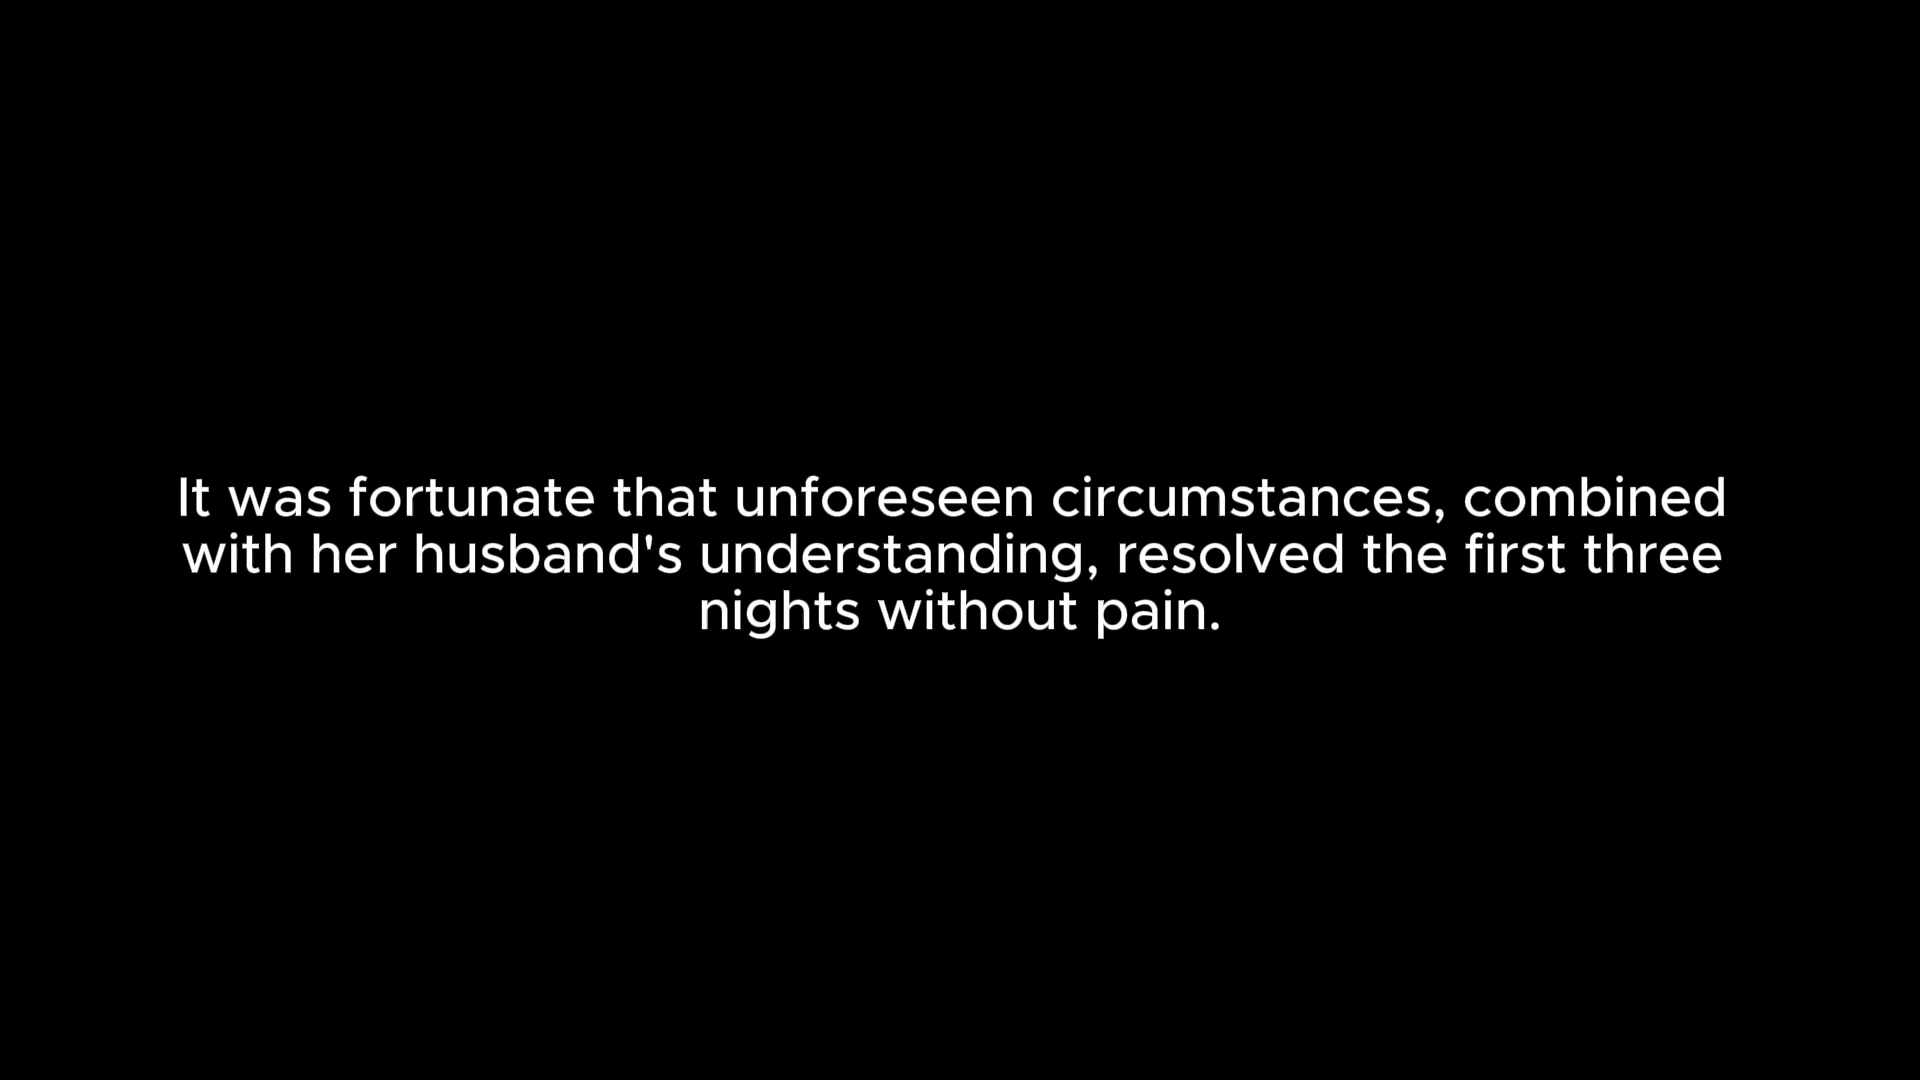 It was fortunate that unforeseen circumstances, combined
with her husband's understanding, resolved the first three
nights without pain.